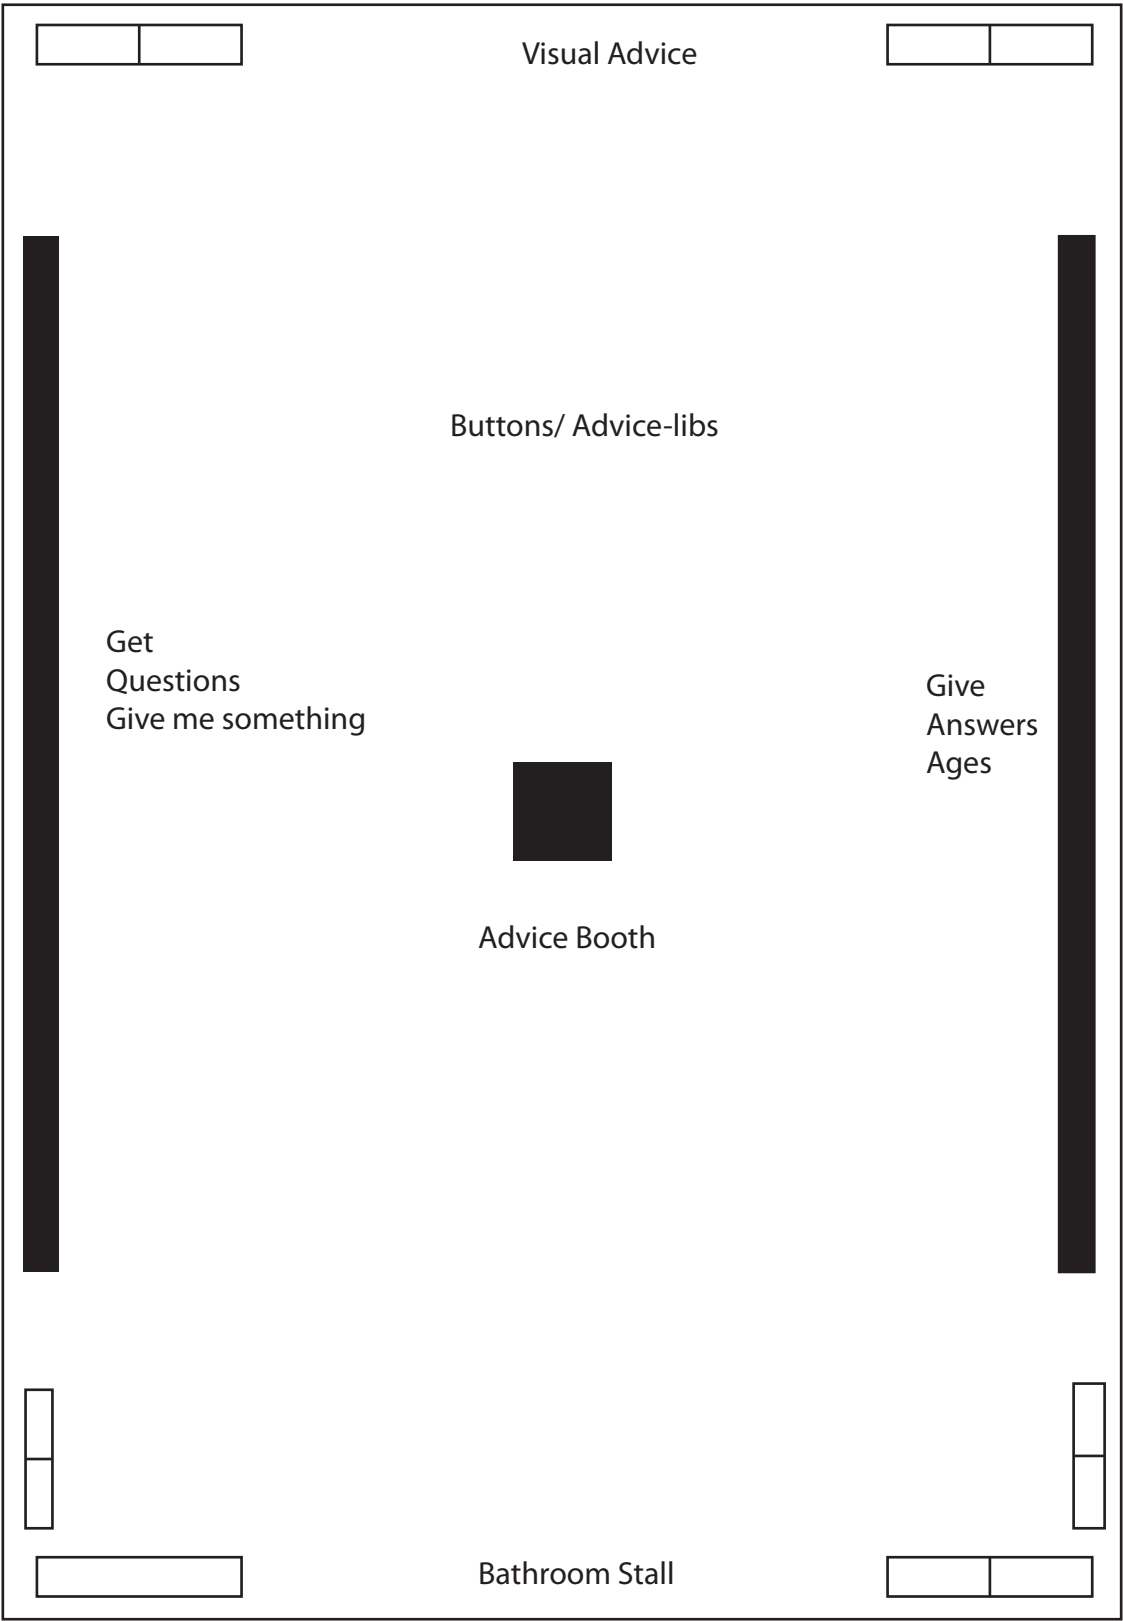 Visual Advice
Buttons/ Advice-libs
Get
Questions
Give me something
Give
Answers
Ages
Advice Booth
Bathroom Stall